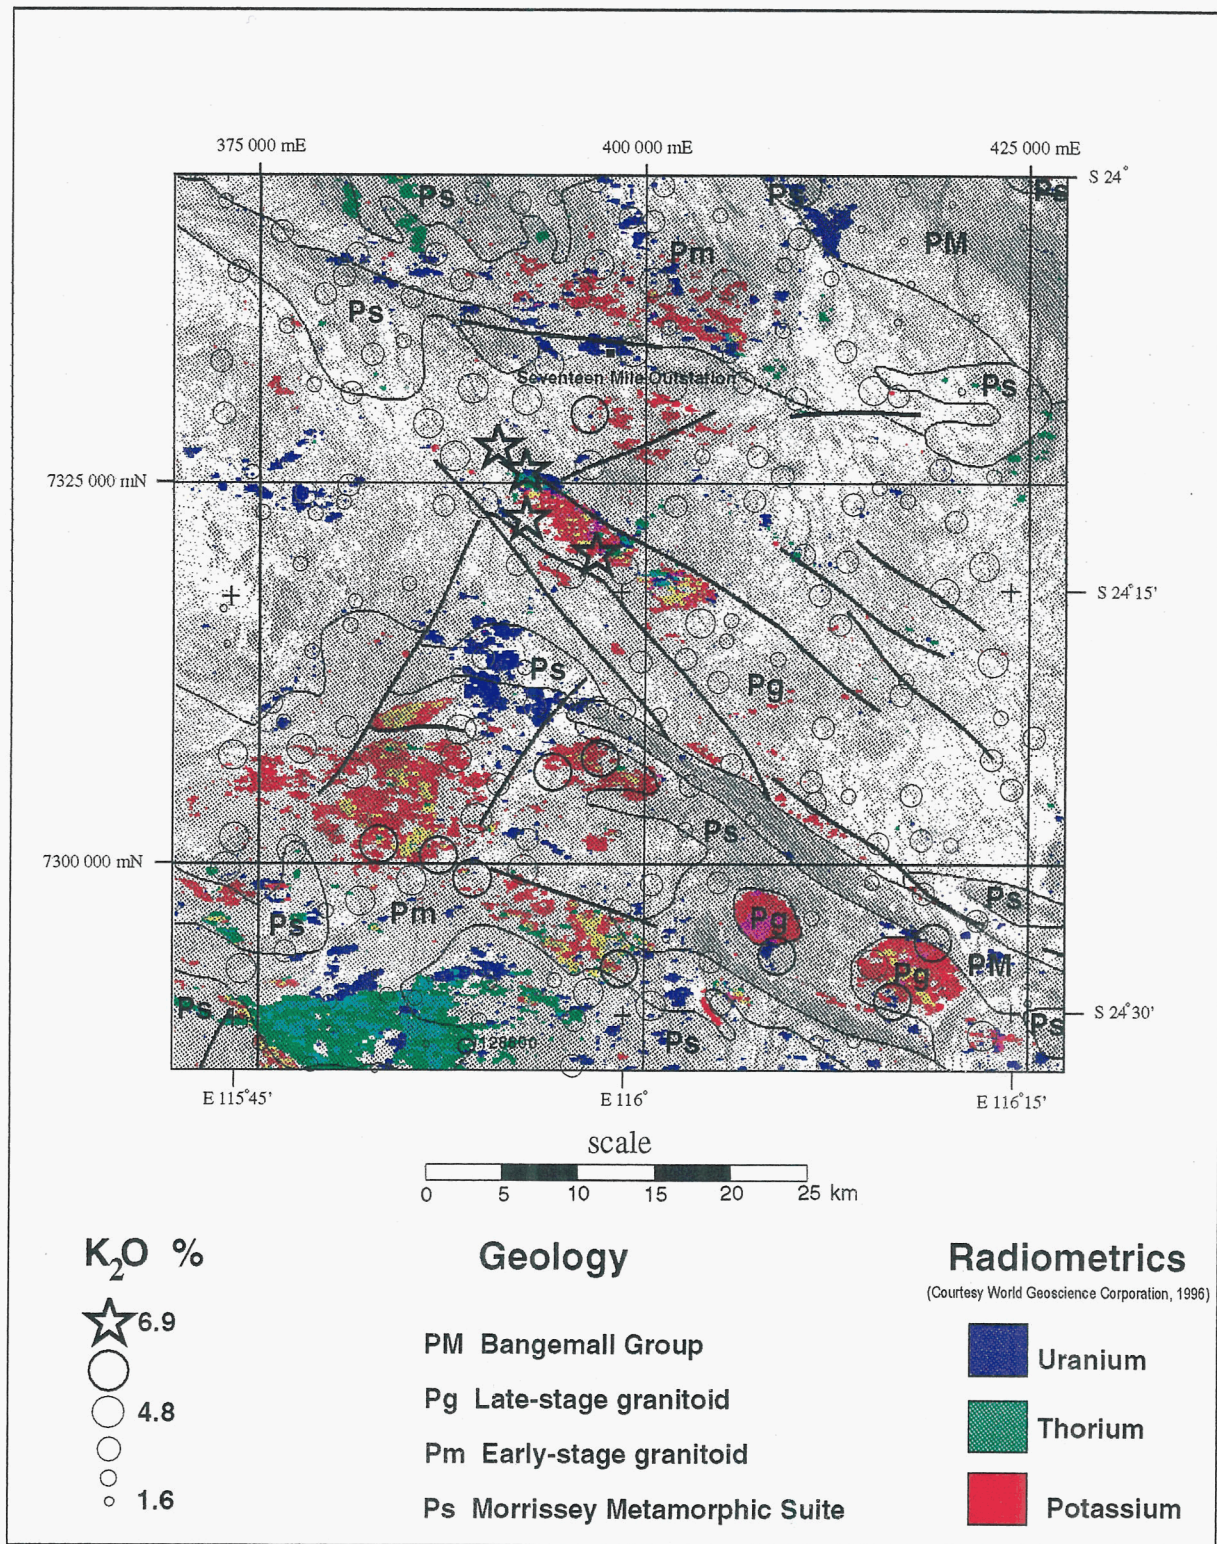 375 000 mE
400 000 mE
425 000 mE
S 24°
Ps
Ps
Ps
PM
Pm
Ps
Seventeen Mile Outstation
Ps
7325 000 mN
S 24°15'
Ps
Pg
Ps
7300 000 mN
Ps
Pm
Ps
Pg
Pg
PM
Ps
Ps
Ps
S 24°30'
128600
E 115°45'
E 116°
E 116°15'
scale
0 5 10 15 20 25 km
K2O %
6.9
4.8
1.6
Geology
PM Bangemall Group
Pg Late-stage granitoid
Pm Early-stage granitoid
Ps Morrissey Metamorphic Suite
Radiometrics
(Courtesy World Geoscience Corporation, 1996)
Uranium
Thorium
Potassium